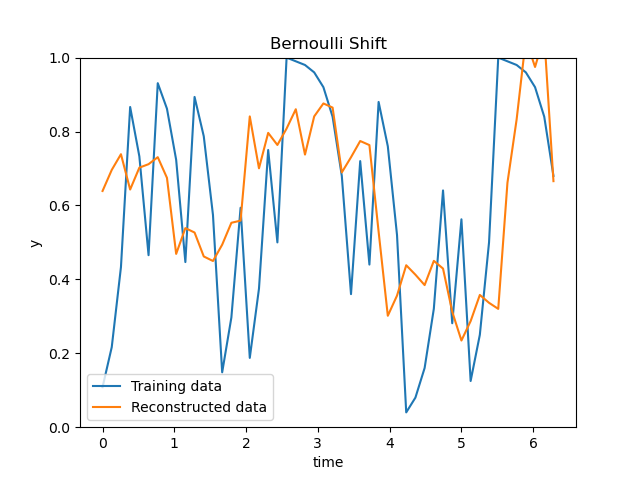 Bernoulli Shift
1.0
0.8
0.6
0.4
0.2
0.0
y
Training data
Reconstructed data
0 1 2 3 4 5 6
time